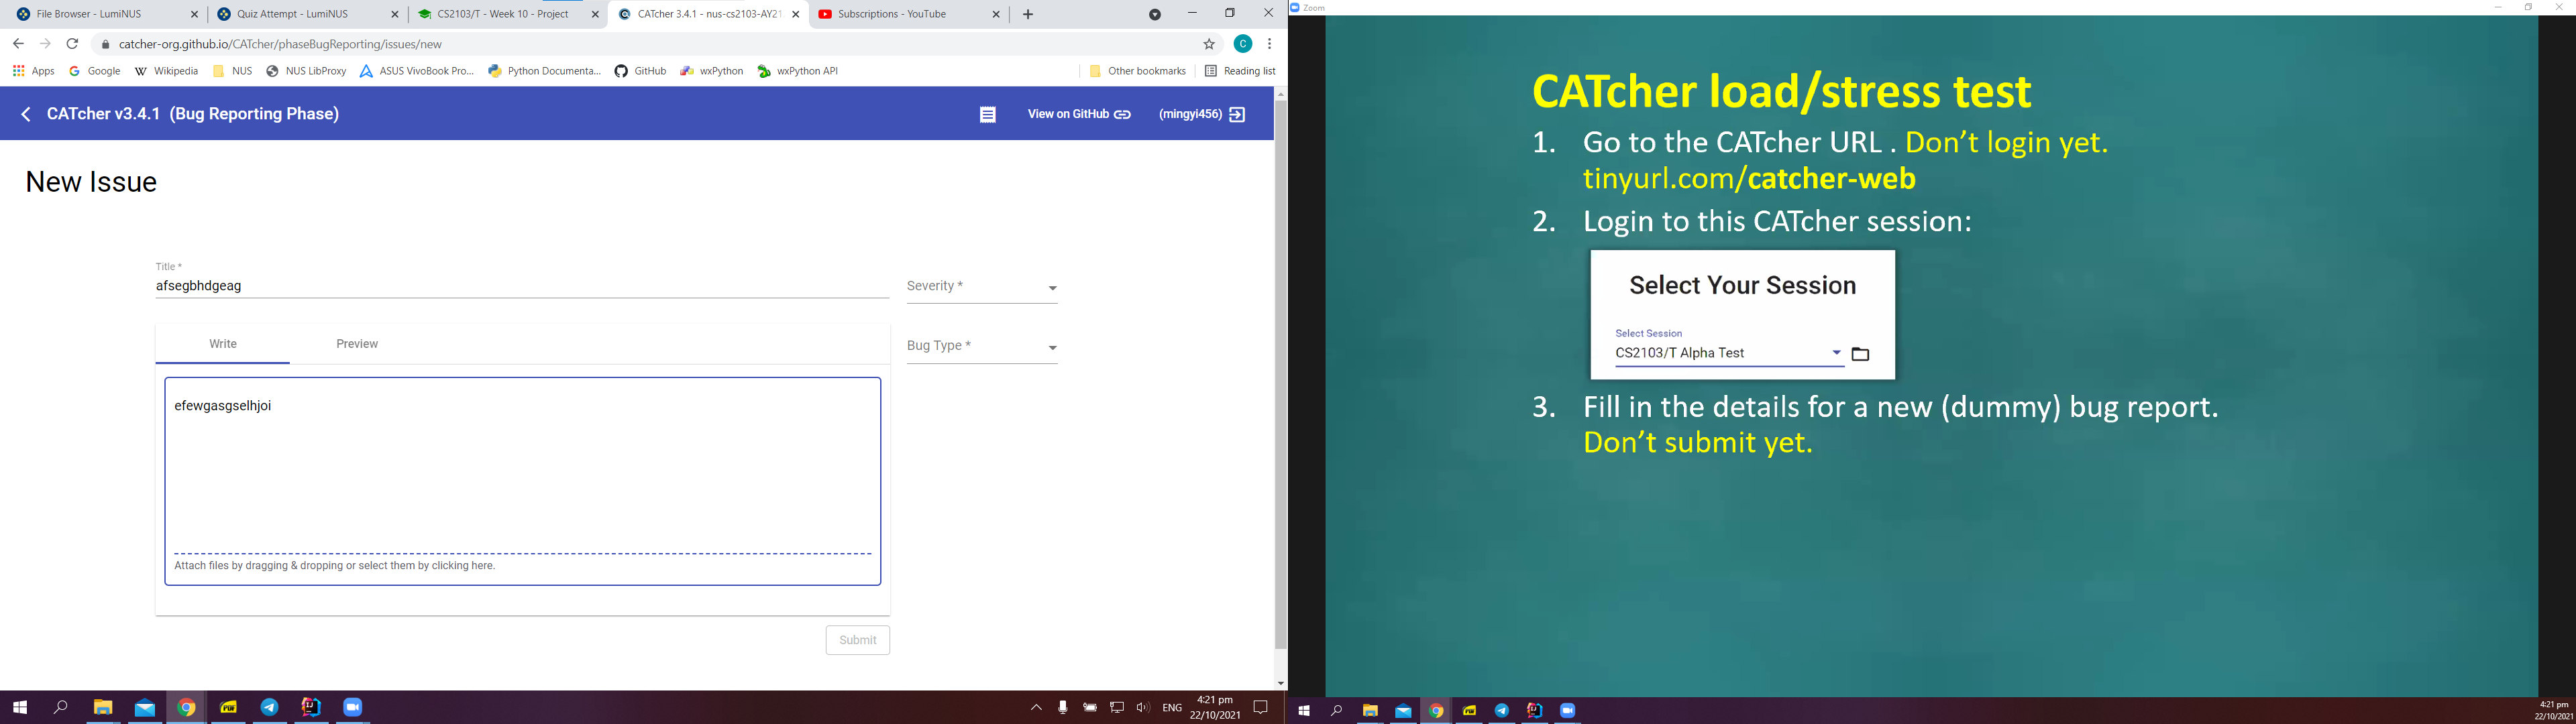 File Browser - LumiNUS
Quiz Attempt - LumiNUS
CS2103/T - Week 10 - Project
CATcher 3.4.1 - nus-cs2103-AY21
Subscriptions - YouTube
catcher-org.github.io/CATcher/phaseBugReporting/issues/new
C
Apps
Google
Wikipedia
NUS
NUS LibProxy
ASUS VivoBook Pro...
Python Documenta...
GitHub
wxPython
wxPython API
Other bookmarks
Reading list
CATcher v3.4.1 (Bug Reporting Phase)
View on GitHub
(mingyi456)
New Issue
Title *
afsegbhdgeag
Severity *
Write
Preview
Bug Type *
efewgasgselhjoi
Attach files by dragging & dropping or select them by clicking here.
Submit
ENG
4:21 pm
22/10/2021
Zoom
CATcher load/stress test
1. Go to the CATcher URL . Don't login yet.
tinyurl.com/catcher-web
2. Login to this CATcher session:
Select Your Session
Select Session
CS2103/T Alpha Test
3. Fill in the details for a new (dummy) bug report.
Don't submit yet.
4:21 pm
22/10/2021